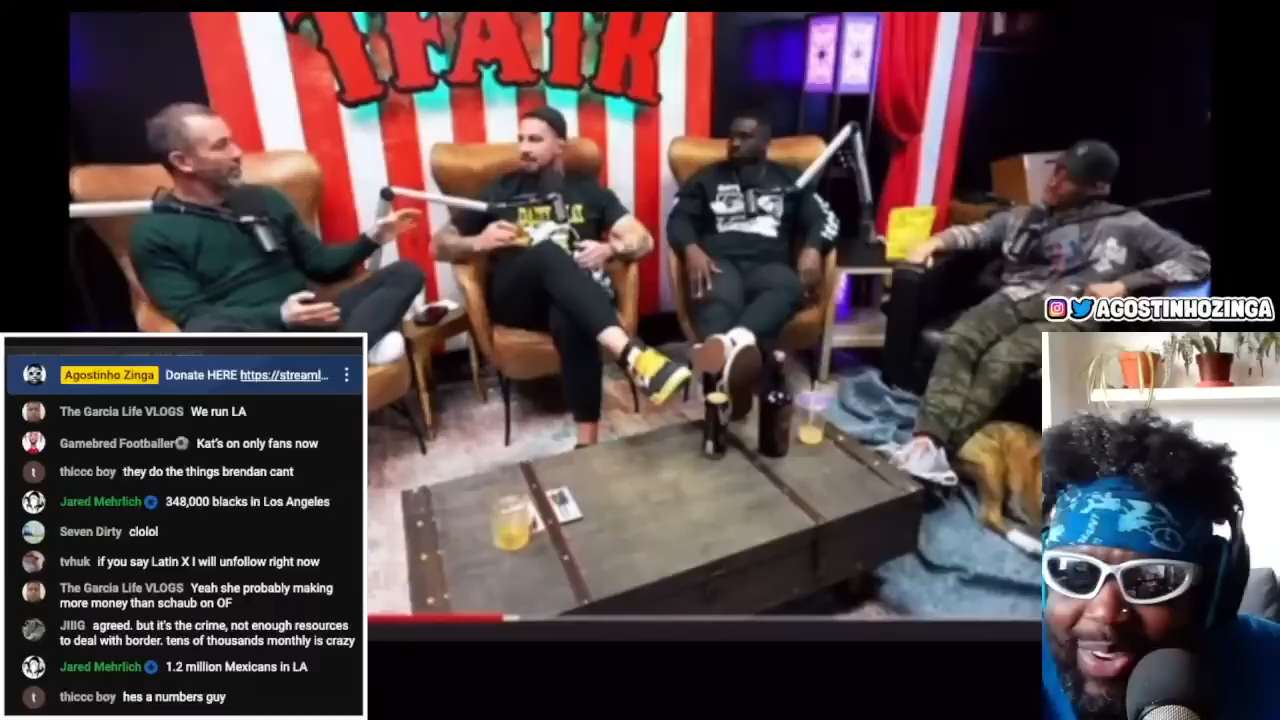 TFATK
AGOSTINHOZINGA
Agostinho Zinga Donate HERE https://streaml...
The Garcia Life VLOGS We run LA
Gamebred Footballer⚽ Kat's on only fans now
thiccc boy they do the things brendan cant
Jared Mehrlich 348,000 blacks in Los Angeles
Seven Dirty clolol
tvhuk if you say Latin X I will unfollow right now
The Garcia Life VLOGS Yeah she probably making
more money than schaub on OF
JIIIG agreed. but it's the crime, not enough resources
to deal with border. tens of thousands monthly is crazy
Jared Mehrlich 1.2 million Mexicans in LA
thiccc boy hes a numbers guy